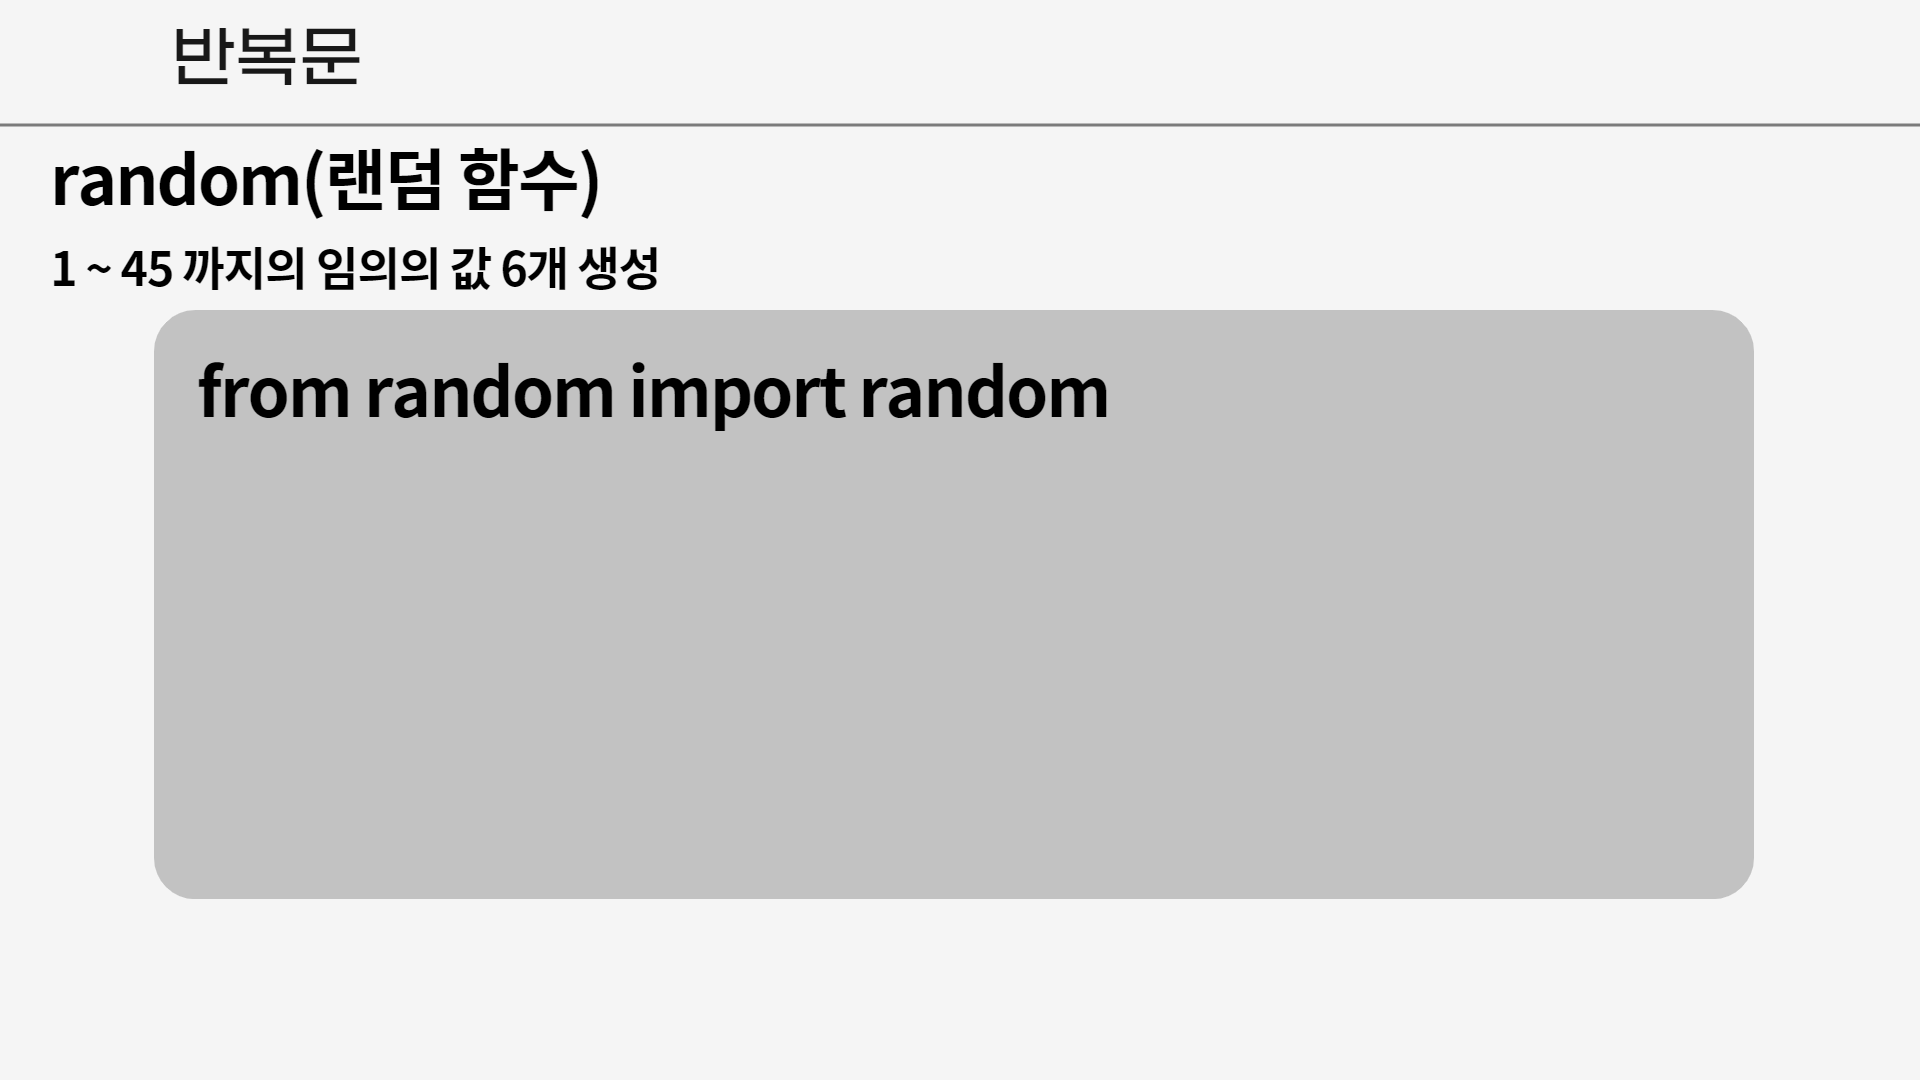 반복문
random(랜덤 함수)
1 ~ 45 까지의 임의의 값 6개 생성
from random import random